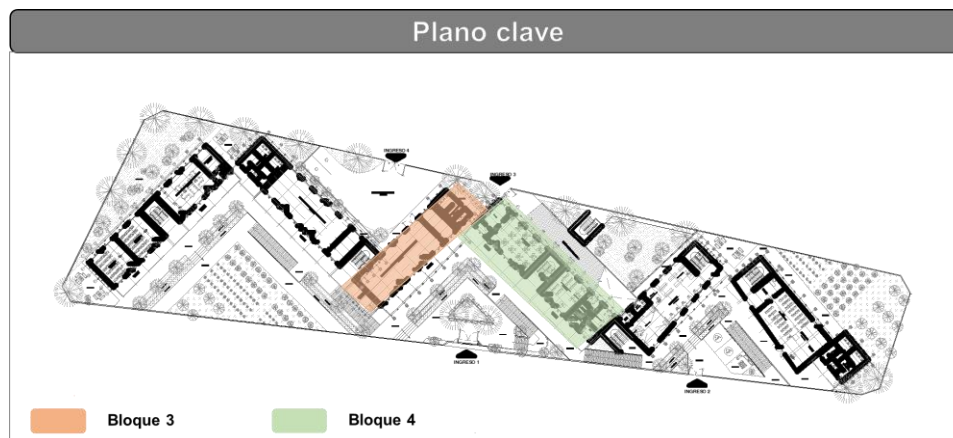 Plano clave
INGRESO 4
INGRESO 3
INGRESO 1
INGRESO 2
Bloque 3
Bloque 4